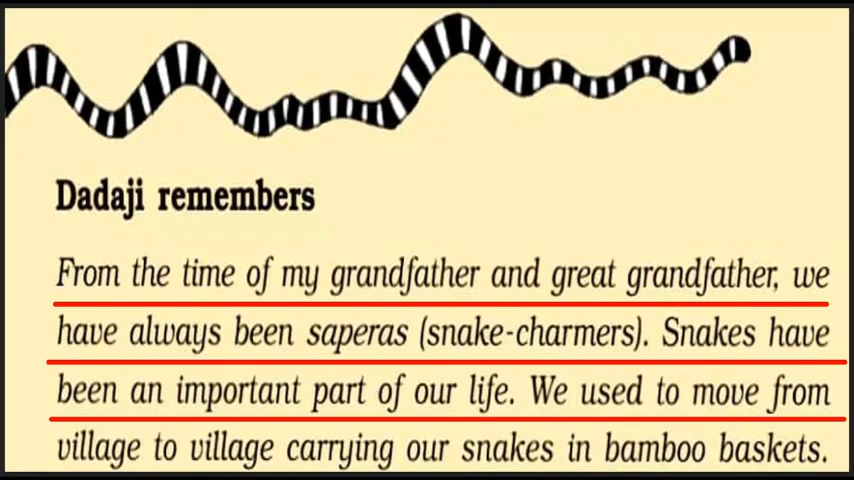 Dadaji remembers
From the time of my grandfather and great grandfather, we
have always been saperas (snake-charmers). Snakes have
been an important part of our life. We used to move from
village to village carrying our snakes in bamboo baskets.